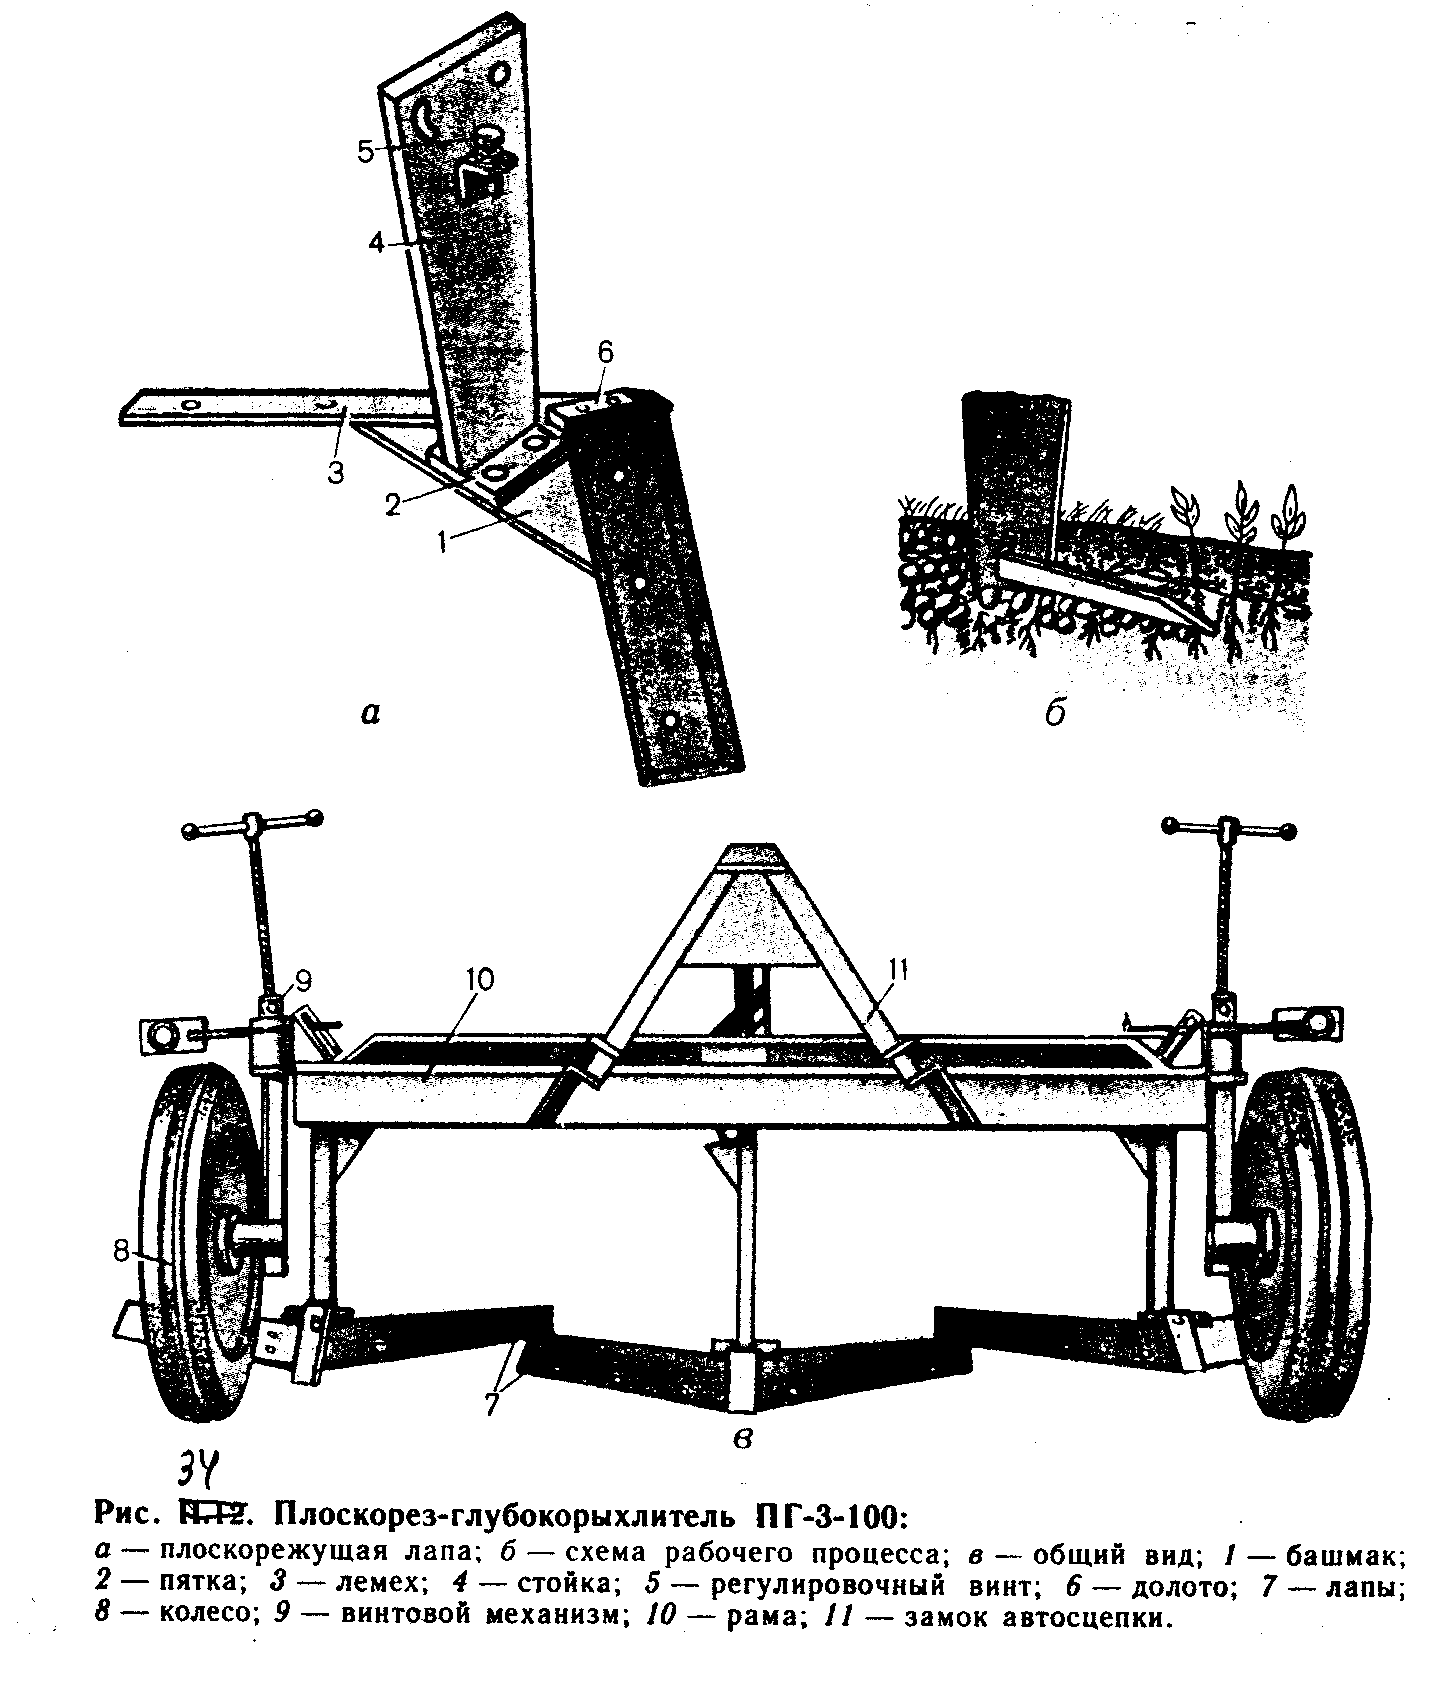 5
4
6
3
2
1
а
б
9
10
11
8
7
в
34
Рис. . Плоскорез-глубокорыхлитель ПГ-3-100:
а — плоскорежущая лапа; б — схема рабочего процесса; в — общий вид; 1 — башмак;
2 — пятка; 3 — лемех; 4 — стойка; 5 — регулировочный винт; 6 — долото; 7 — лапы;
8 — колесо; 9 — винтовой механизм; 10 — рама; 11 — замок автосцепки.